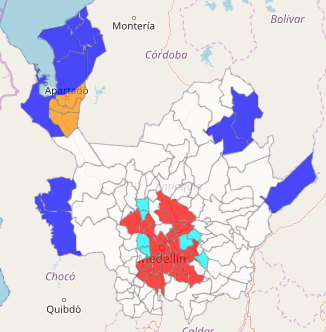 Montería
Bolívar
Córdoba
Apartadó
Medellín
Chocó
Quibdó
Caldas